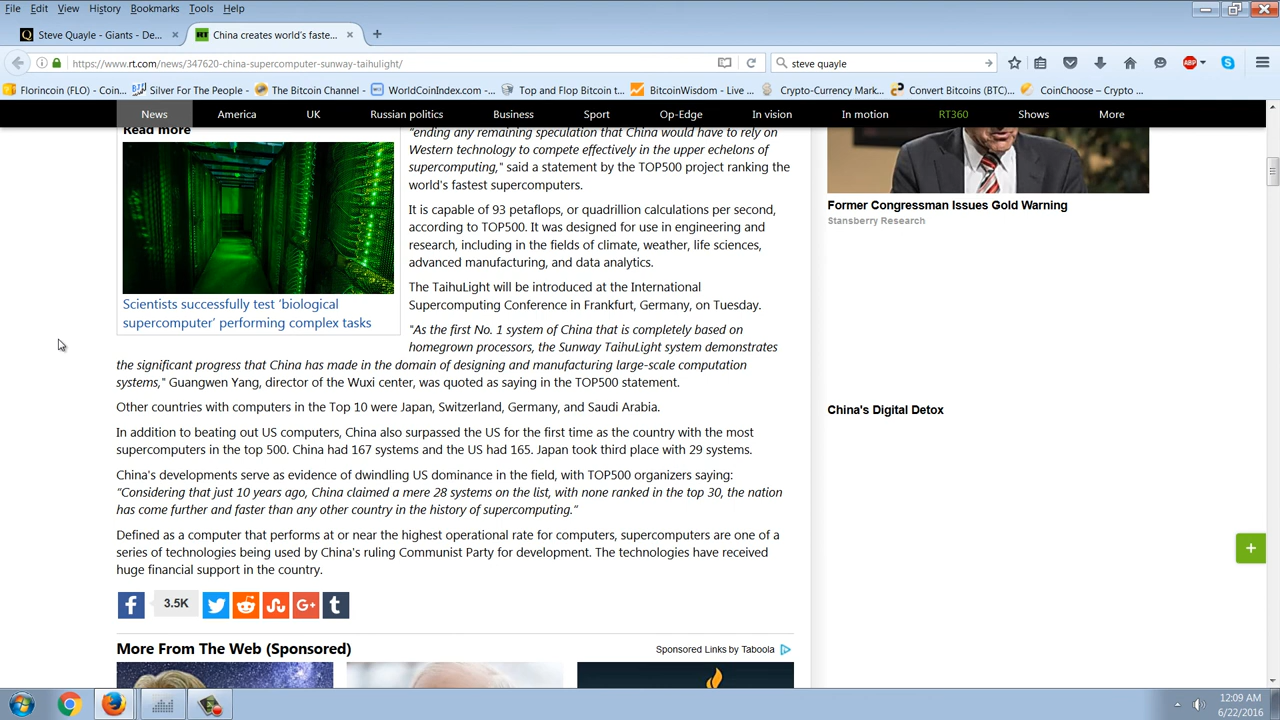 File Edit View History Bookmarks Tools Help
Steve Quayle - Giants - De...
China creates world's faste...
https://www.rt.com/news/347620-china-supercomputer-sunway-taihulight/
steve quayle
Florincoin (FLO) - Coin...
Silver For The People -
The Bitcoin Channel -
WorldCoinIndex.com -...
Top and Flop Bitcoin t...
BitcoinWisdom - Live ...
Crypto-Currency Mark...
Convert Bitcoins (BTC)...
CoinChoose – Crypto ...
News America UK Russian politics Business Sport Op-Edge In vision In motion RT360 Shows More
Read more
Scientists successfully test ‘biological
supercomputer’ performing complex tasks
"ending any remaining speculation that China would have to rely on
Western technology to compete effectively in the upper echelons of
supercomputing," said a statement by the TOP500 project ranking the
world's fastest supercomputers.
It is capable of 93 petaflops, or quadrillion calculations per second,
according to TOP500. It was designed for use in engineering and
research, including in the fields of climate, weather, life sciences,
advanced manufacturing, and data analytics.
The TaihuLight will be introduced at the International
Supercomputing Conference in Frankfurt, Germany, on Tuesday.
"As the first No. 1 system of China that is completely based on
homegrown processors, the Sunway TaihuLight system demonstrates
the significant progress that China has made in the domain of designing and manufacturing large-scale computation
systems," Guangwen Yang, director of the Wuxi center, was quoted as saying in the TOP500 statement.
Other countries with computers in the Top 10 were Japan, Switzerland, Germany, and Saudi Arabia.
In addition to beating out US computers, China also surpassed the US for the first time as the country with the most
supercomputers in the top 500. China had 167 systems and the US had 165. Japan took third place with 29 systems.
China's developments serve as evidence of dwindling US dominance in the field, with TOP500 organizers saying:
"Considering that just 10 years ago, China claimed a mere 28 systems on the list, with none ranked in the top 30, the nation
has come further and faster than any other country in the history of supercomputing."
Defined as a computer that performs at or near the highest operational rate for computers, supercomputers are one of a
series of technologies being used by China's ruling Communist Party for development. The technologies have received
huge financial support in the country.
3.5K
More From The Web (Sponsored)
Sponsored Links by Taboola
Former Congressman Issues Gold Warning
Stansberry Research
China's Digital Detox
12:09 AM
6/22/2016